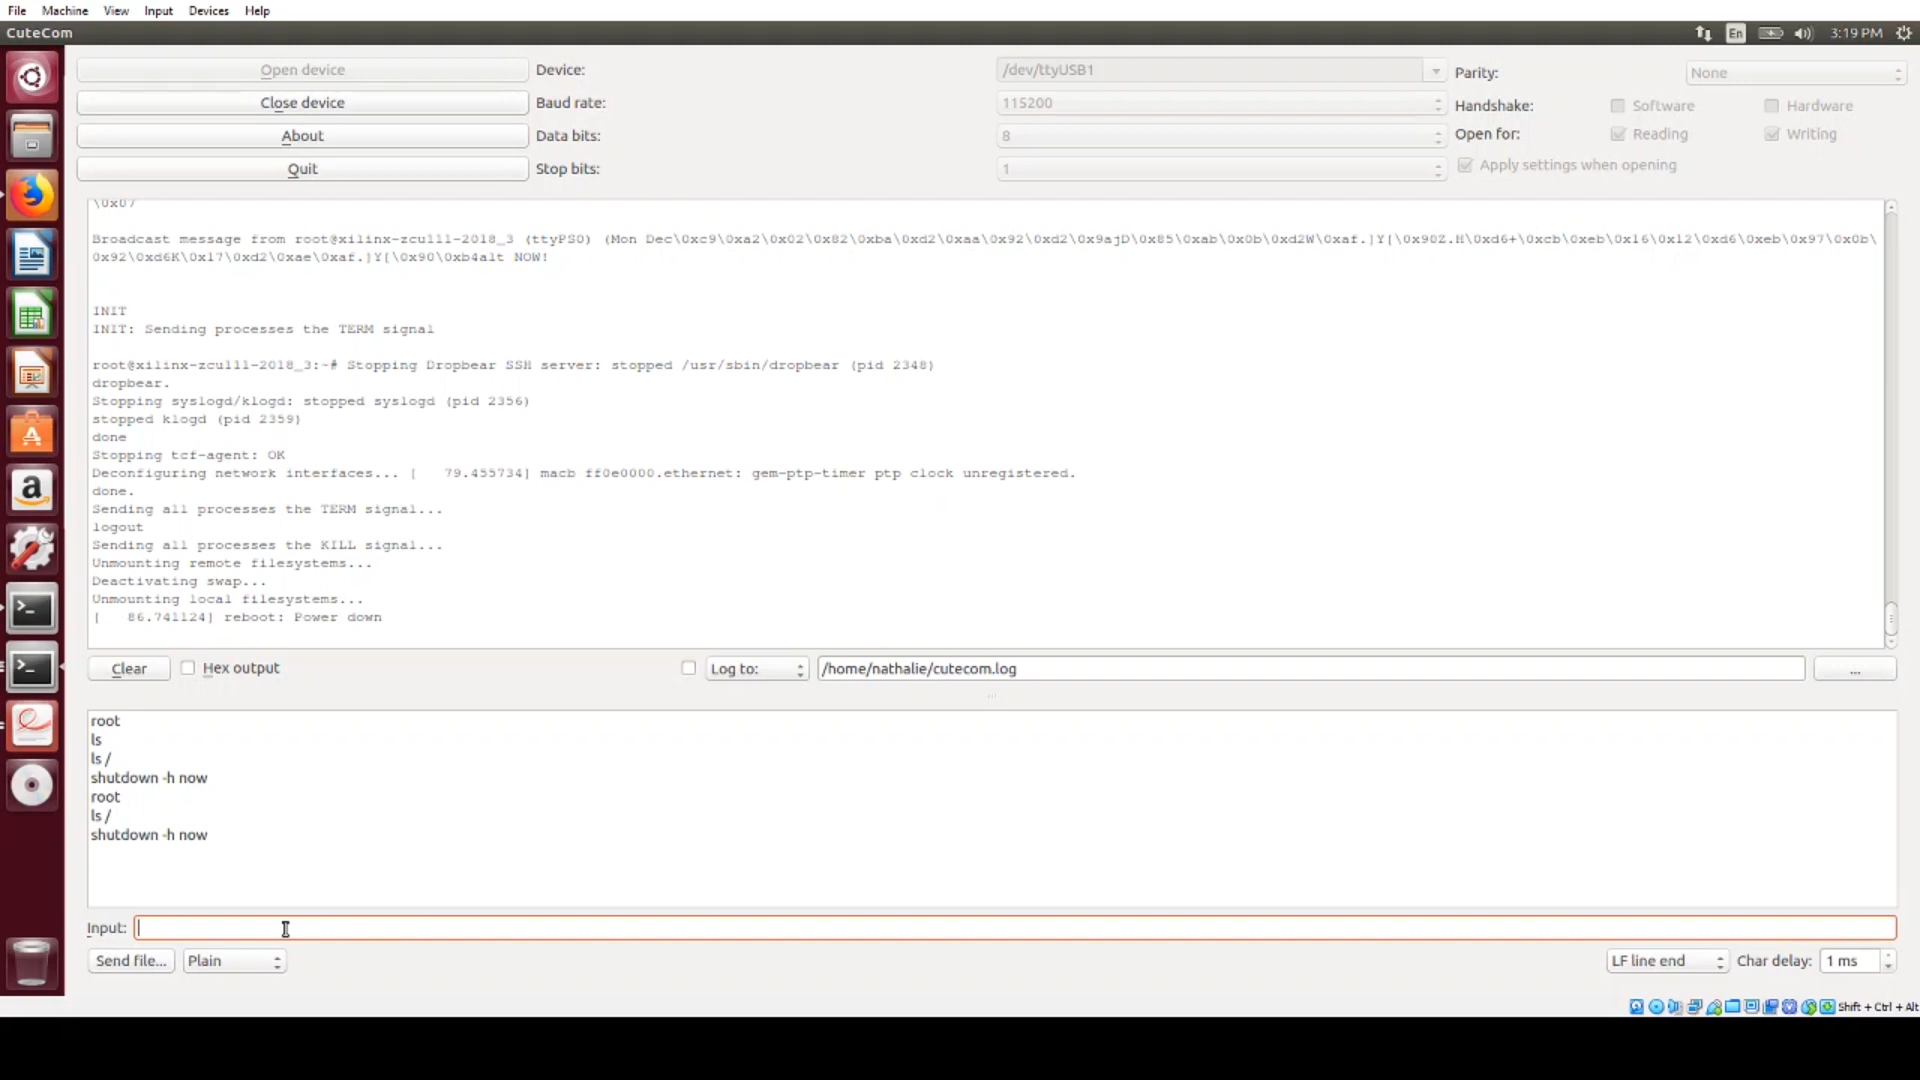 File Machine View Input Devices Help
CuteCom En 3:19 PM
Open device Device: /dev/ttyUSB1 Parity: None
Close device Baud rate: 115200 Handshake: Software Hardware
About Data bits: 8 Open for: Reading Writing
Quit Stop bits: 1 Apply settings when opening
\0x07
Broadcast message from root@xilinx-zcu111-2018_3 (ttyPS0) (Mon Dec\0xc9\0xa2\0x02\0x82\0xba\0xd2\0xaa\0x92\0xd2\0x9ajD\0x85\0xab\0x0b\0xd2W\0xaf.]Y[\0x90Z.H\0xd6+\0xcb\0xeb\0x16\0x12\0xd6\0xeb\0x97\0x0b\
0x92\0xd6K\0x17\0xd2\0xae\0xaf.]Y[\0x90\0xb4alt NOW!
INIT
INIT: Sending processes the TERM signal
root@xilinx-zcu111-2018_3:~# Stopping Dropbear SSH server: stopped /usr/sbin/dropbear (pid 2348)
dropbear.
Stopping syslogd/klogd: stopped syslogd (pid 2356)
stopped klogd (pid 2359)
done
Stopping tcf-agent: OK
Deconfiguring network interfaces... [ 79.455734] macb ff0e0000.ethernet: gem-ptp-timer ptp clock unregistered.
done.
Sending all processes the TERM signal...
logout
Sending all processes the KILL signal...
Unmounting remote filesystems...
Deactivating swap...
Unmounting local filesystems...
[ 86.741124] reboot: Power down
Clear Hex output Log to: /home/nathalie/cutecom.log ...
root
ls
ls /
shutdown -h now
root
ls /
shutdown -h now
Input:
Send file... Plain LF line end Char delay: 1 ms
Shift + Ctrl + Alt